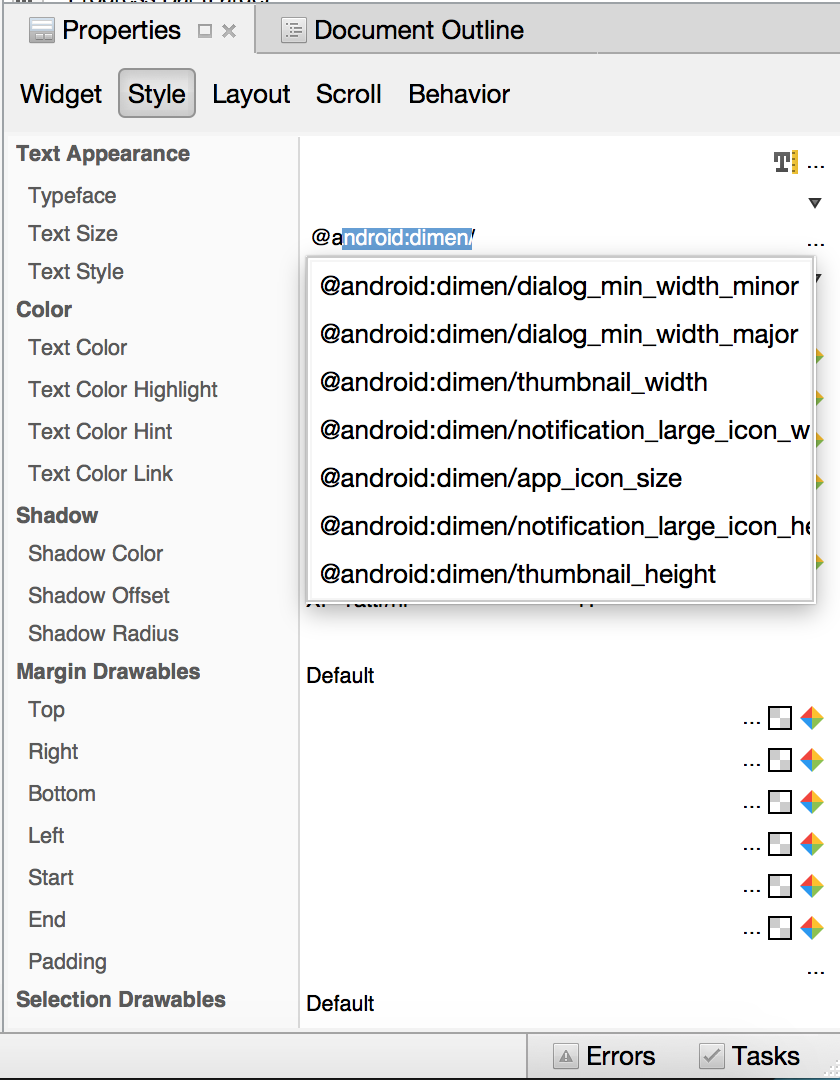 Properties
Document Outline
Widget Style Layout Scroll Behavior
Text Appearance
...
Typeface
Text Size @android:dimen/ ...
Text Style
@android:dimen/dialog_min_width_minor
Color
@android:dimen/dialog_min_width_major
Text Color
@android:dimen/thumbnail_width
Text Color Highlight
@android:dimen/notification_large_icon_w
Text Color Hint
@android:dimen/app_icon_size
Text Color Link
@android:dimen/notification_large_icon_he
Shadow
@android:dimen/thumbnail_height
Shadow Color
Shadow Offset
Shadow Radius
Margin Drawables Default
Top ...
Right ...
Bottom ...
Left ...
Start ...
End ...
Padding ...
Selection Drawables Default
Errors Tasks